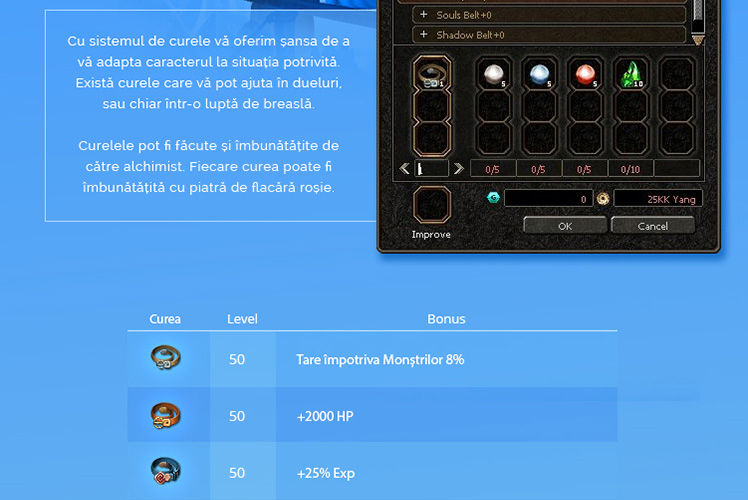 Souls Belt+0
Shadow Belt+0
Cu sistemul de curele vă oferim șansa de a
vă adapta caracterul la situația potrivită.
Există curele care vă pot ajuta în dueluri,
sau chiar într-o luptă de breaslă.
Curelele pot fi făcute și îmbunătățite de
către alchimist. Fiecare curea poate fi
îmbunătățită cu piatră de flacără roșie.
1 5 5 5 10
1 0/5 0/5 0/5 0/10
0 25KK Yang
Improve
OK Cancel
Curea Level Bonus
50 Tare împotriva Monștrilor 8%
50 +2000 HP
50 +25% Exp